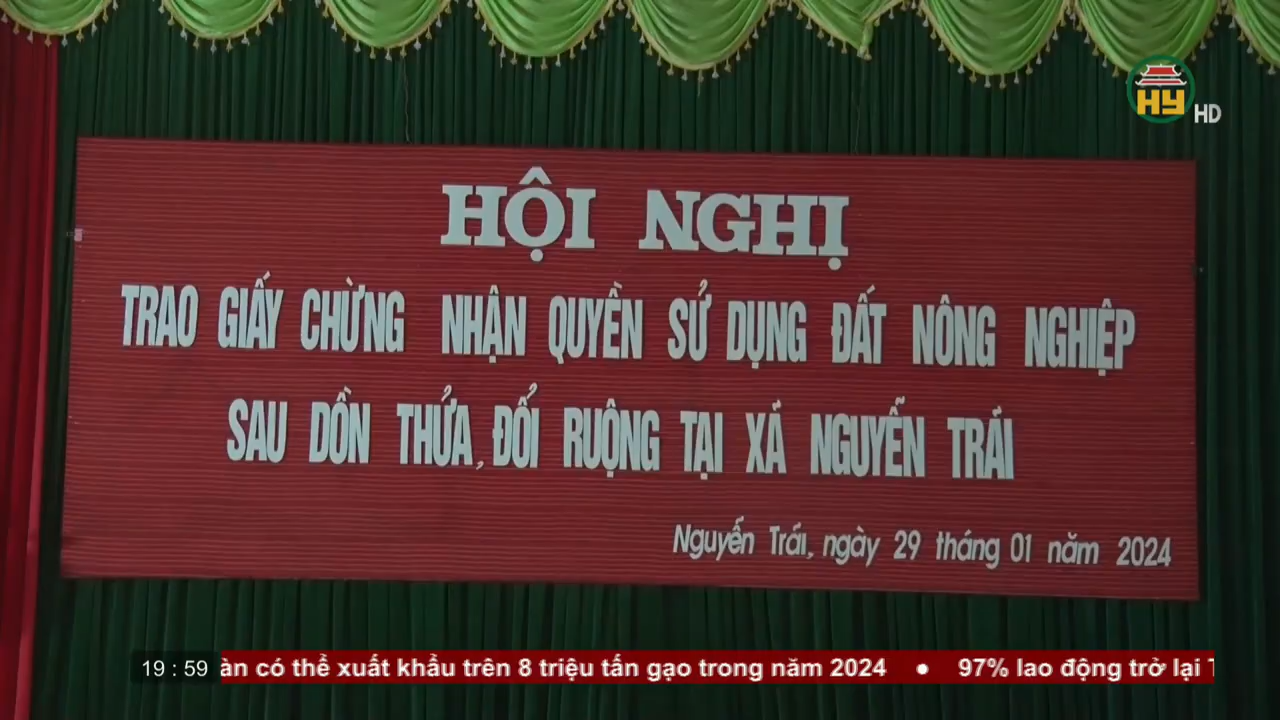 HY HD
HỘI NGHỊ
TRAO GIẤY CHỨNG NHẬN QUYỀN SỬ DỤNG ĐẤT NÔNG NGHIỆP
SAU DỒN THỬA, ĐỔI RUỘNG TẠI XÃ NGUYỄN TRÃI
Nguyễn Trãi, ngày 29 tháng 01 năm 2024
19 : 59 có thể xuất khẩu trên 8 triệu tấn gạo trong năm 2024 • 97% lao động trở lại